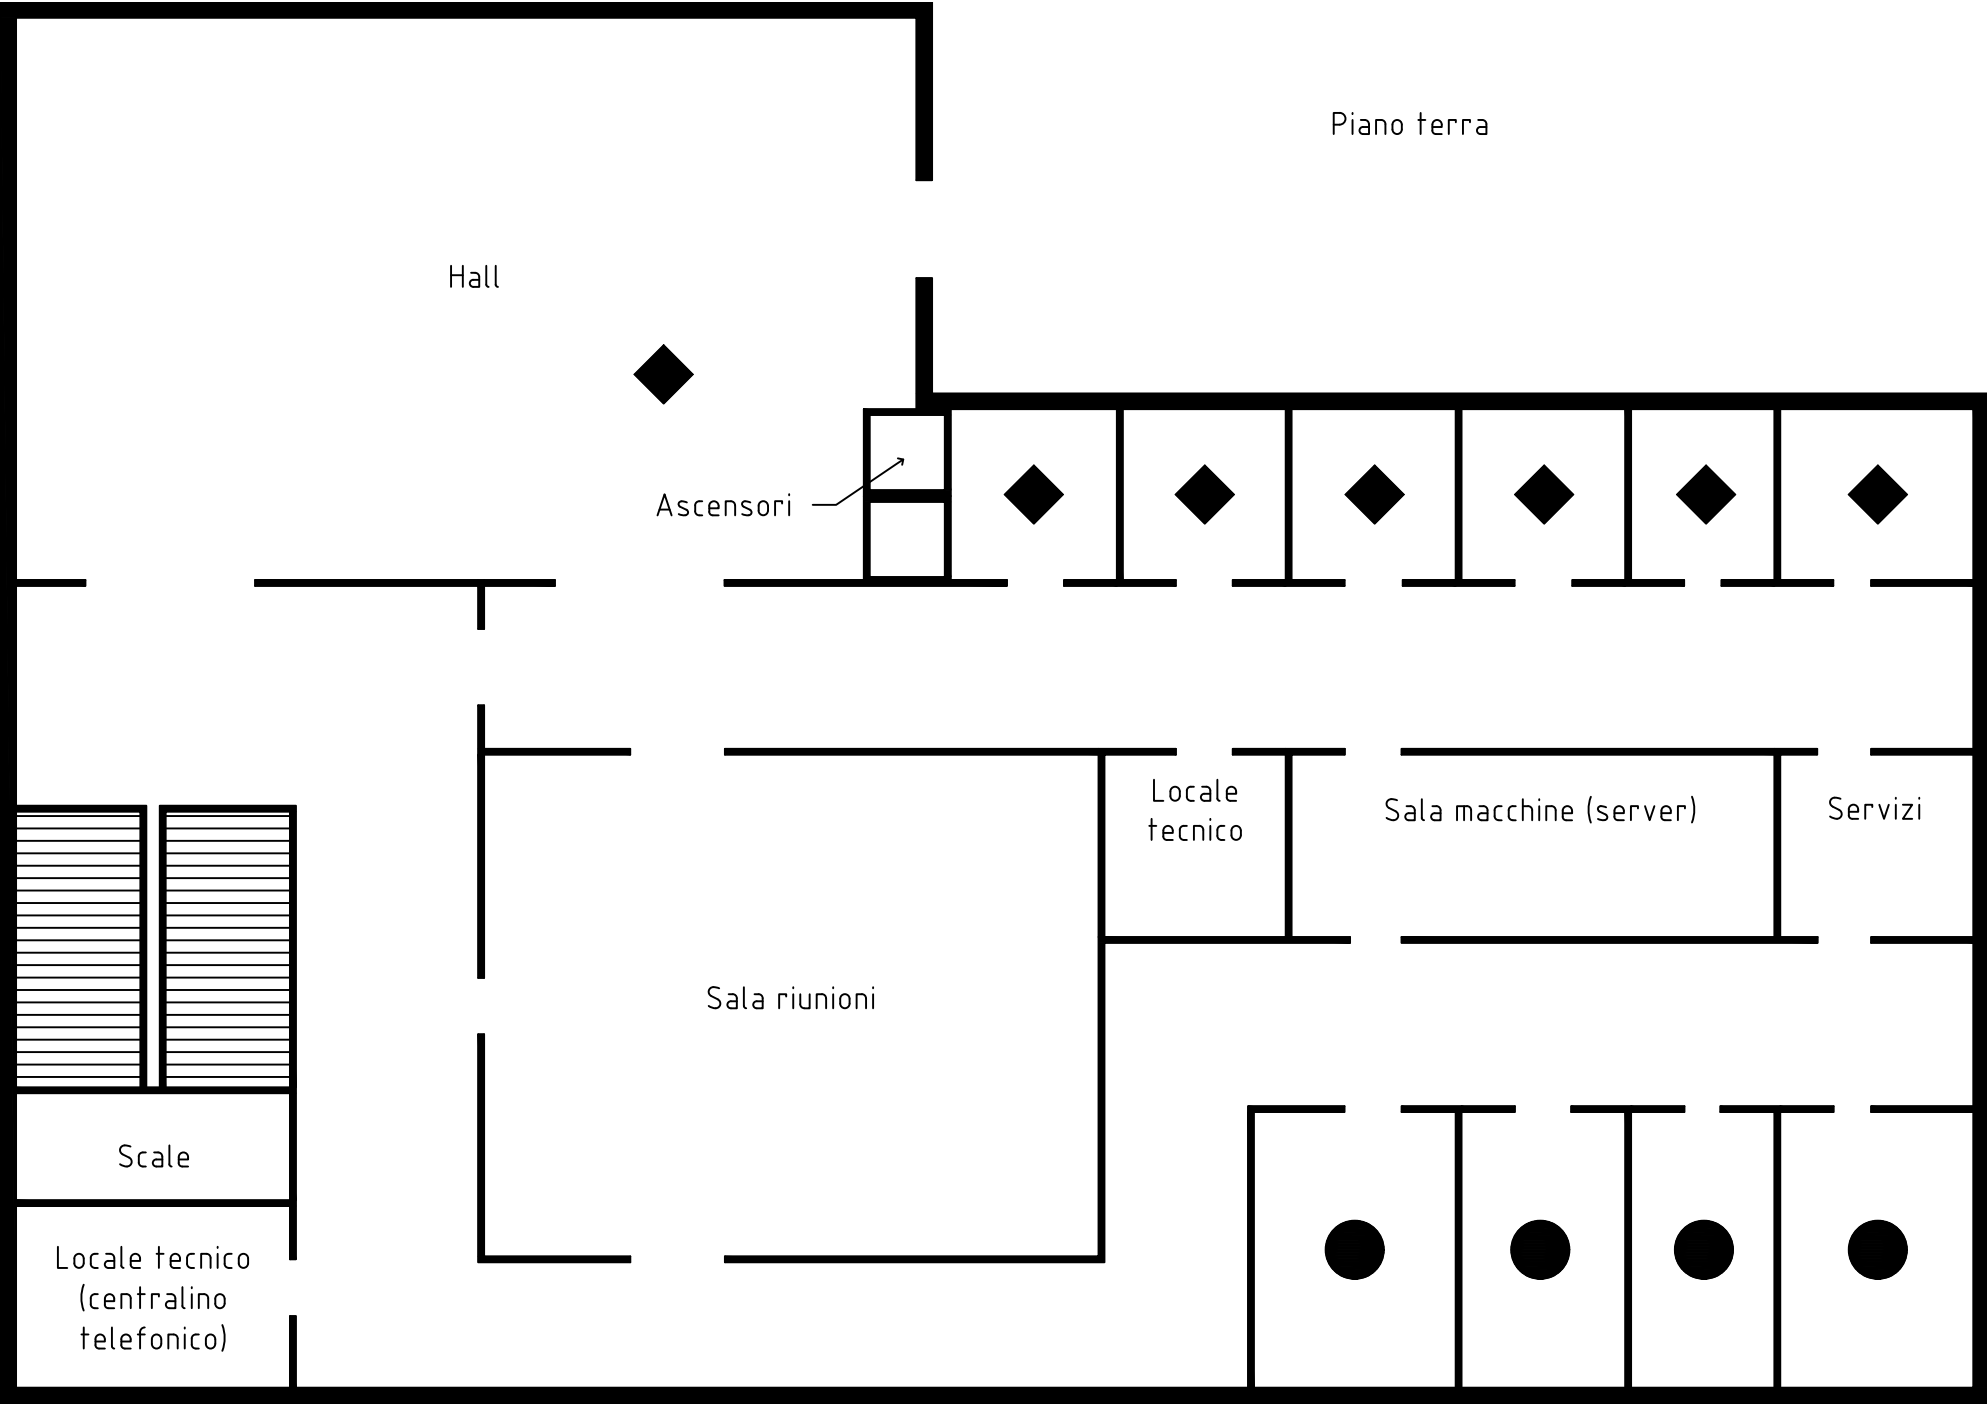 Piano terra
Hall
Ascensori
Locale
tecnico
Sala macchine (server)
Servizi
Sala riunioni
Scale
Locale tecnico
(centralino
telefonico)